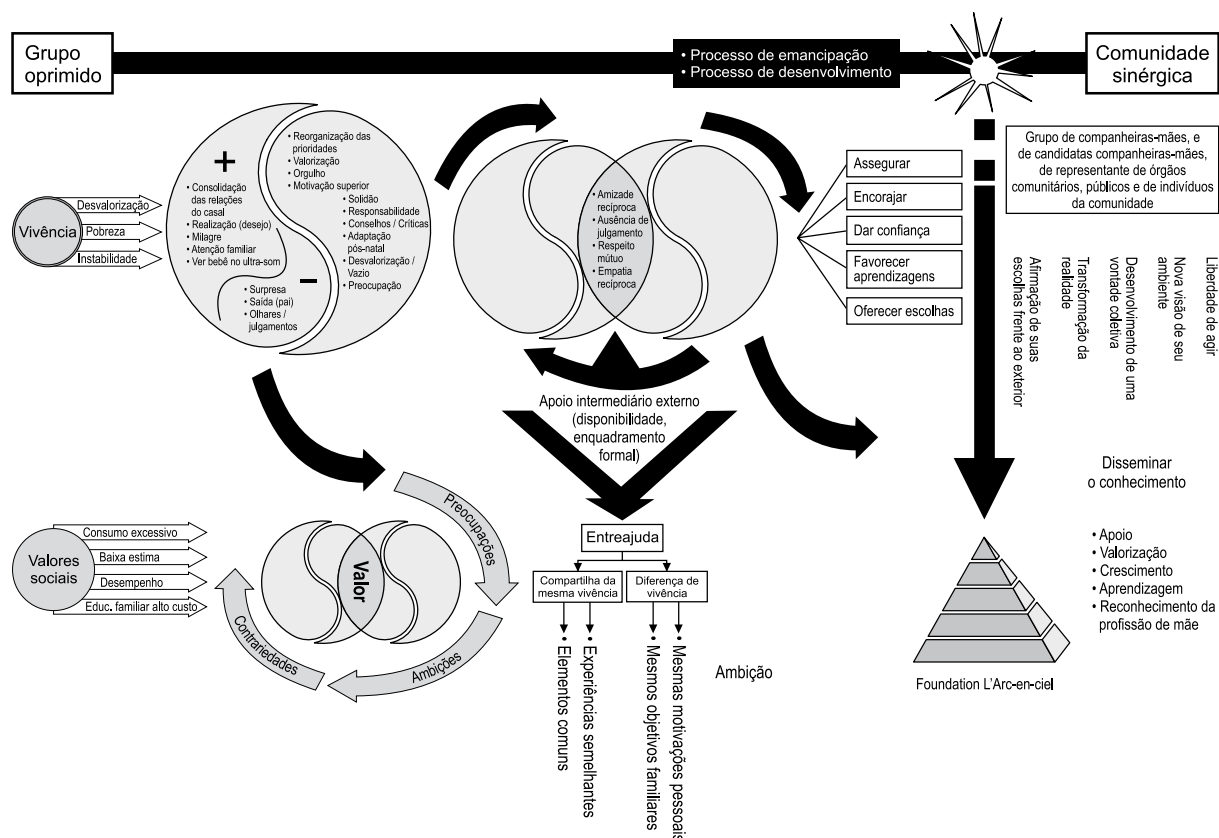 Grupo
oprimido
• Processo de emancipação
• Processo de desenvolvimento
Comunidade
sinérgica
Vivência
Desvalorização
Pobreza
Instabilidade
+
• Consolidação
das relações
do casal
• Realização (desejo)
• Milagre
• Atenção familiar
• Ver bebê no ultra-som
–
• Surpresa
• Saída (pai)
• Olhares /
julgamentos
• Reorganização das
prioridades
• Valorização
• Orgulho
• Motivação superior
• Solidão
• Responsabilidade
• Conselhos / Críticas
• Adaptação
pós-natal
• Desvalorização /
Vazio
• Preocupação
• Amizade
recíproca
• Ausência de
julgamento
• Respeito
mútuo
• Empatia
recíproca
Assegurar
Encorajar
Dar confiança
Favorecer
aprendizagens
Oferecer escolhas
Grupo de companheiras-mães, e
de candidatas companheiras-mães,
de representante de órgãos
comunitários, públicos e de indivíduos
da comunidade
Afirmação de suas
escolhas frente ao exterior
Transformação da
realidade
Desenvolvimento de uma
vontade coletiva
Nova visão de seu
ambiente
Liberdade de agir
Apoio intermediário externo
(disponibilidade,
enquadramento
formal)
Disseminar
o conhecimento
Valores
sociais
Consumo excessivo
Baixa estima
Desempenho
Educ. familiar alto custo
Valor
Preocupações
Ambições
Contrariedades
Entreajuda
Compartilha da
mesma vivência
Diferença de
vivência
• Elementos comuns
• Experiências semelhantes
• Mesmos objetivos familiares
• Mesmas motivações pessoais
Ambição
• Apoio
• Valorização
• Crescimento
• Aprendizagem
• Reconhecimento da
profissão de mãe
Foundation L'Arc-en-ciel